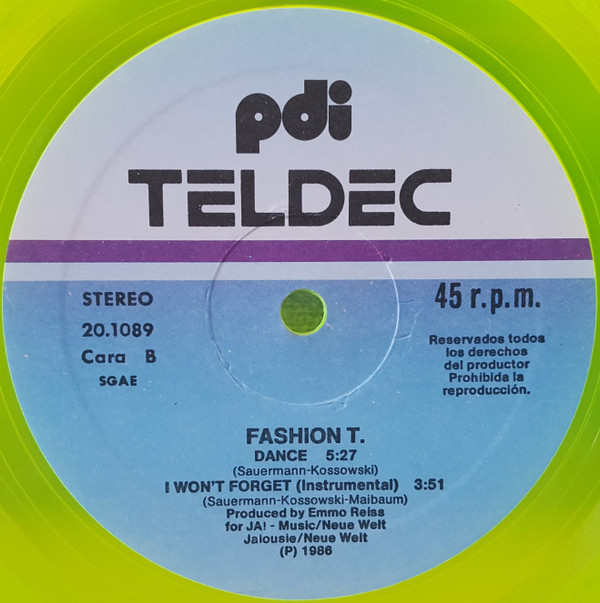 pdi
TELDEC
STEREO
20.1089
Cara B
SGAE
45 r.p.m.
Reservados todos
los derechos
del productor
Prohibida la
reproducción.
FASHION T.
DANCE 5:27
(Sauermann-Kossowski)
I WON'T FORGET (Instrumental) 3:51
(Sauermann-Kossowski-Maibaum)
Produced by Emmo Reiss
for JA! - Music/Neue Welt
Jalousie/Neue Welt
(P) 1986